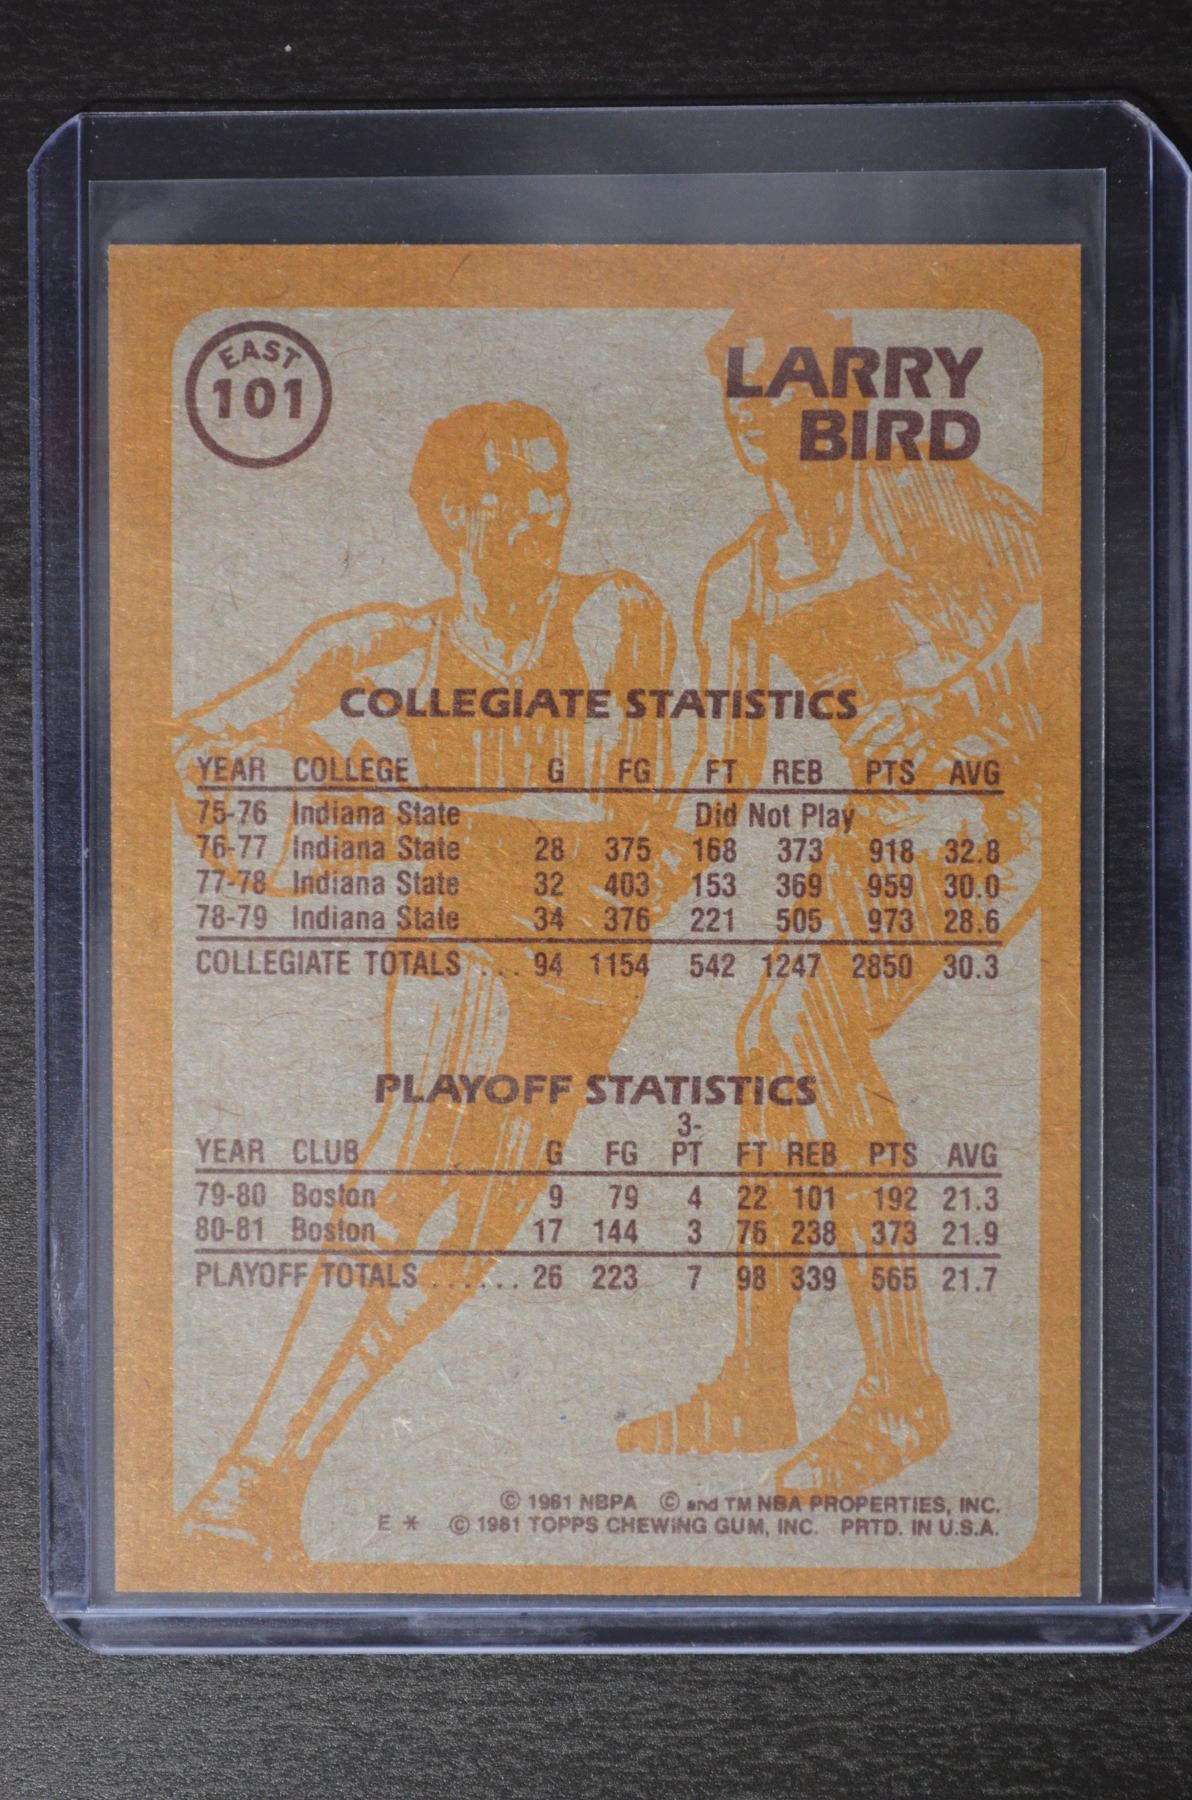 EAST
101
LARRY
BIRD
COLLEGIATE STATISTICS
YEAR COLLEGE G FG FT REB PTS AVG
75-76 Indiana State Did Not Play
76-77 Indiana State 28 375 168 373 918 32.8
77-78 Indiana State 32 403 153 369 959 30.0
78-79 Indiana State 34 376 221 505 973 28.6
COLLEGIATE TOTALS ... 94 1154 542 1247 2850 30.3
PLAYOFF STATISTICS
3-
YEAR CLUB G FG PT FT REB PTS AVG
79-80 Boston 9 79 4 22 101 192 21.3
80-81 Boston 17 144 3 76 238 373 21.9
PLAYOFF TOTALS ...... 26 223 7 98 339 565 21.7
© 1981 NBPA © and TM NBA PROPERTIES, INC.
E * © 1981 TOPPS CHEWING GUM, INC. PRTD. IN U.S.A.